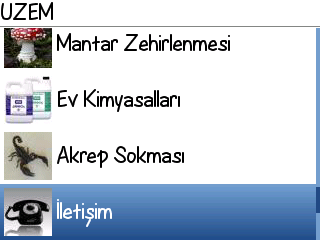 UZEM
Mantar Zehirlenmesi
Ev Kimyasalları
Akrep Sokması
İletişim